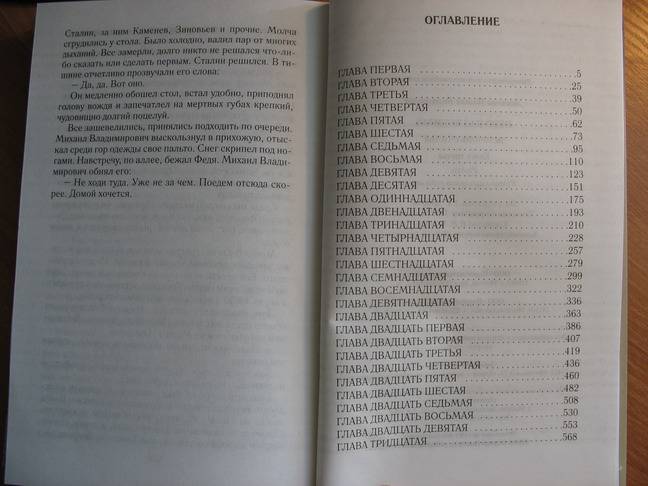 Сталин, за ним Каменев, Зиновьев и прочие. Молча
сгрудились у стола. Было холодно, валил пар от многих
дыханий. Все замерли, долго никто не решался что-ли-
бо сказать или сделать первым. Сталин решился. В ти-
шине отчетливо прозвучали его слова:
— Да, да. Вот оно.
Он медленно обошел стол, встал удобно, приподнял
голову вождя и запечатлел на мертвых губах крепкий,
чудовищно долгий поцелуй.
Все зашевелились, принялись подходить по очереди.
Михаил Владимирович выскользнул в прихожую, отыс-
кал среди гор одежды свое пальто. Снег скрипел под но-
гами. Навстречу, по аллее, бежал Федя. Михаил Влади-
мирович обнял его:
— Не ходи туда. Уже не за чем. Поедем отсюда ско-
рее. Домой хочется.
ОГЛАВЛЕНИЕ
ГЛАВА ПЕРВАЯ 5
ГЛАВА ВТОРАЯ 25
ГЛАВА ТРЕТЬЯ 39
ГЛАВА ЧЕТВЕРТАЯ 50
ГЛАВА ПЯТАЯ 62
ГЛАВА ШЕСТАЯ 73
ГЛАВА СЕДЬМАЯ 95
ГЛАВА ВОСЬМАЯ 110
ГЛАВА ДЕВЯТАЯ 123
ГЛАВА ДЕСЯТАЯ 151
ГЛАВА ОДИННАДЦАТАЯ 175
ГЛАВА ДВЕНАДЦАТАЯ 193
ГЛАВА ТРИНАДЦАТАЯ 210
ГЛАВА ЧЕТЫРНАДЦАТАЯ 228
ГЛАВА ПЯТНАДЦАТАЯ 257
ГЛАВА ШЕСТНАДЦАТАЯ 279
ГЛАВА СЕМНАДЦАТАЯ 299
ГЛАВА ВОСЕМНАДЦАТАЯ 322
ГЛАВА ДЕВЯТНАДЦАТАЯ 336
ГЛАВА ДВАДЦАТАЯ 363
ГЛАВА ДВАДЦАТЬ ПЕРВАЯ 386
ГЛАВА ДВАДЦАТЬ ВТОРАЯ 407
ГЛАВА ДВАДЦАТЬ ТРЕТЬЯ 419
ГЛАВА ДВАДЦАТЬ ЧЕТВЕРТАЯ 436
ГЛАВА ДВАДЦАТЬ ПЯТАЯ 460
ГЛАВА ДВАДЦАТЬ ШЕСТАЯ 482
ГЛАВА ДВАДЦАТЬ СЕДЬМАЯ 508
ГЛАВА ДВАДЦАТЬ ВОСЬМАЯ 530
ГЛАВА ДВАДЦАТЬ ДЕВЯТАЯ 553
ГЛАВА ТРИДЦАТАЯ 568